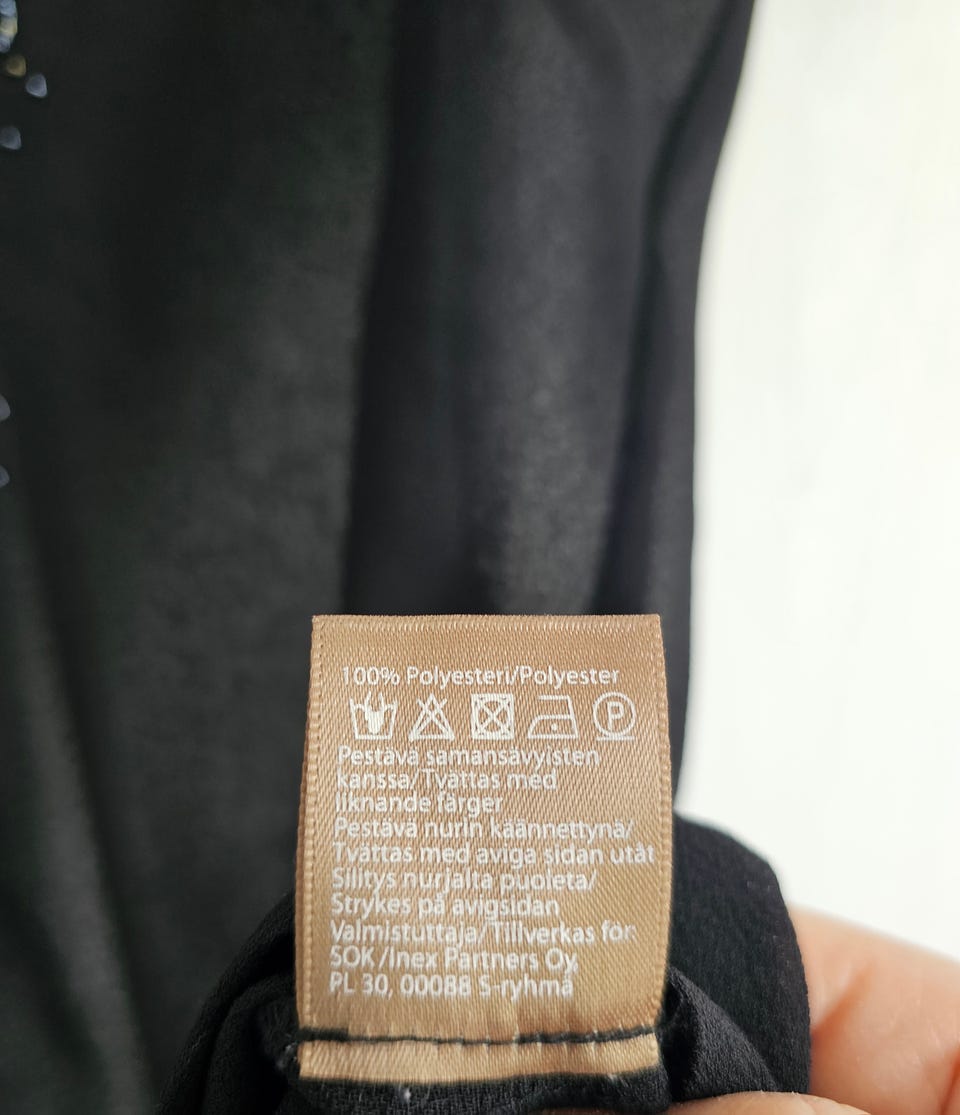 100% Polyesteri/Polyester
P
Pestävä samansävyisten
kanssa/Tvättas med
liknande färger
Pestävä nurin käännettynä/
Tvättas med aviga sidan utåt
Silitys nurjalta puoleta/
Strykes på avigsidan
Valmistuttaja/Tillverkas för
SOK /Inex Partners Oy,
PL 30, 00088 S-ryhmä